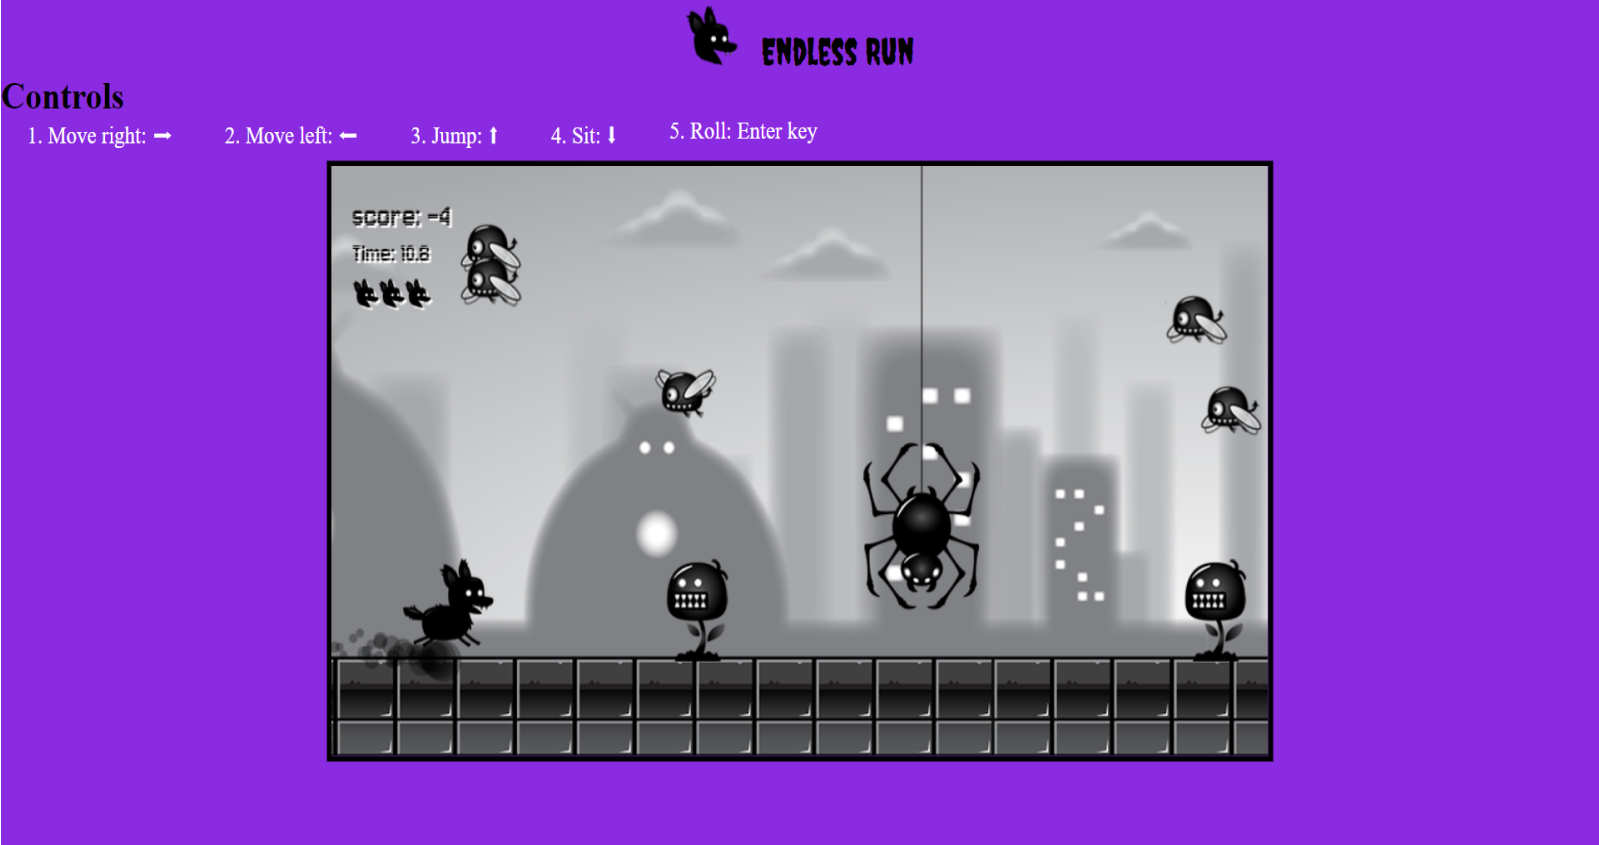 ENDLESS RUN
Controls
1. Move right: ➡ 2. Move left: ⬅ 3. Jump: ⬆ 4. Sit: ⬇ 5. Roll: Enter key
score: -4
Time: 10.8